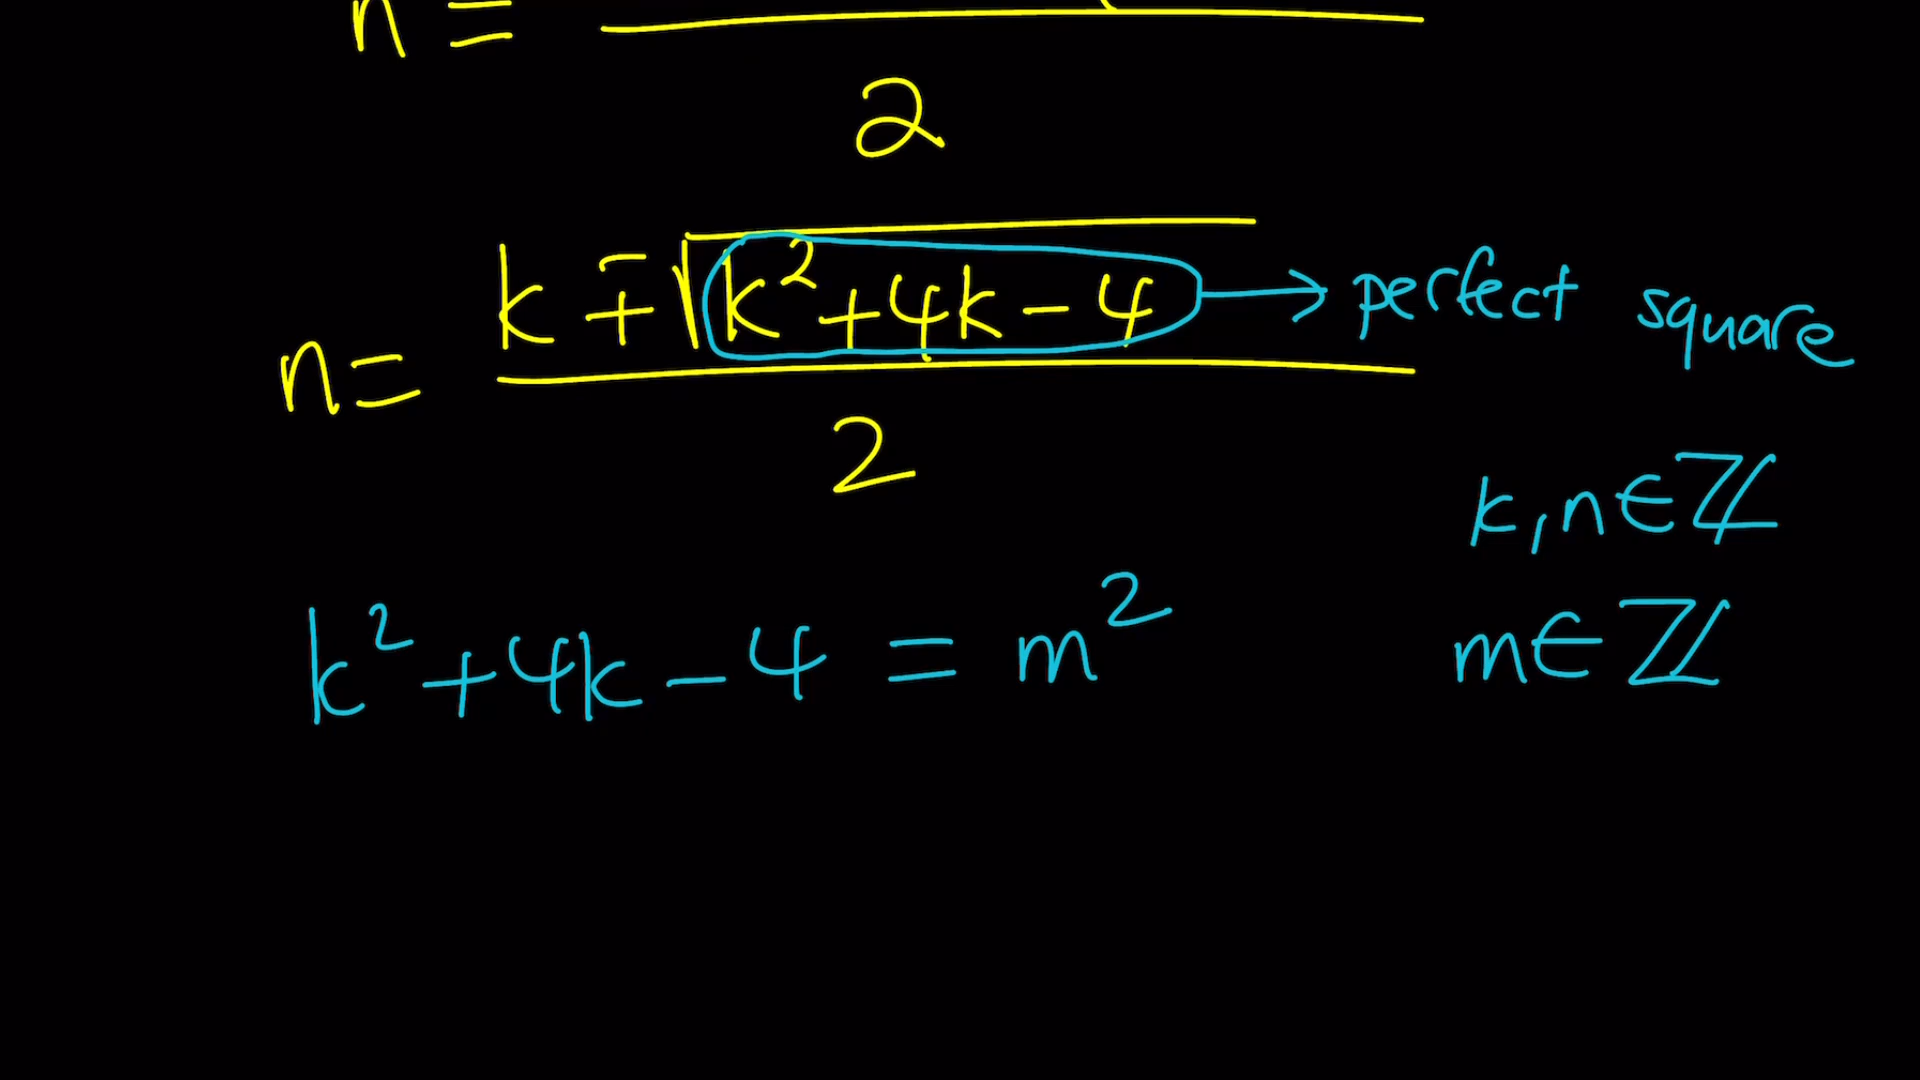 n =
2
n = k ∓ √k² + 4k - 4 → perfect square
2
k, n ∈ ℤ
k² + 4k - 4 = m²
m ∈ ℤ